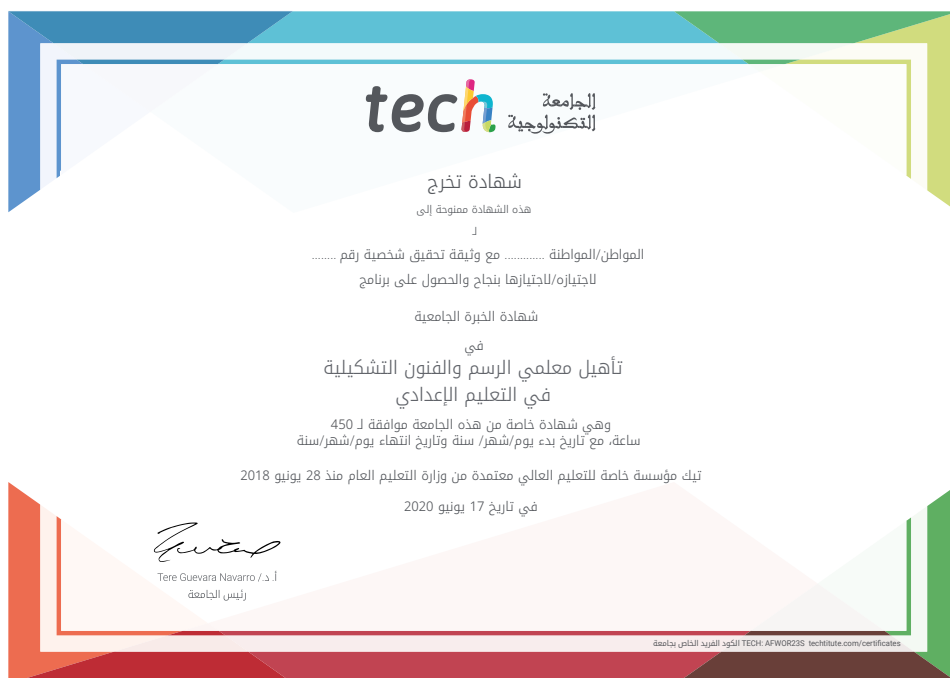 tech الجامعة
التكنولوجية
شهادة تخرج
هذه الشهادة ممنوحة إلى
لـ
المواطن/المواطنة ............ مع وثيقة تحقيق شخصية رقم ........
لاجتيازه/لاجتيازها بنجاح والحصول على برنامج
شهادة الخبرة الجامعية
في
تأهيل معلمي الرسم والفنون التشكيلية
في التعليم الإعدادي
وهي شهادة خاصة من هذه الجامعة موافقة لـ 450
ساعة، مع تاريخ بدء يوم/شهر/ سنة وتاريخ انتهاء يوم/شهر/سنة
تيك مؤسسة خاصة للتعليم العالي معتمدة من وزارة التعليم العام منذ 28 يونيو 2018
في تاريخ 17 يونيو 2020
أ. د./ Tere Guevara Navarro
رئيس الجامعة
الكود الفريد الخاص بجامعة TECH: AFWOR23S techtitute.com/certificates